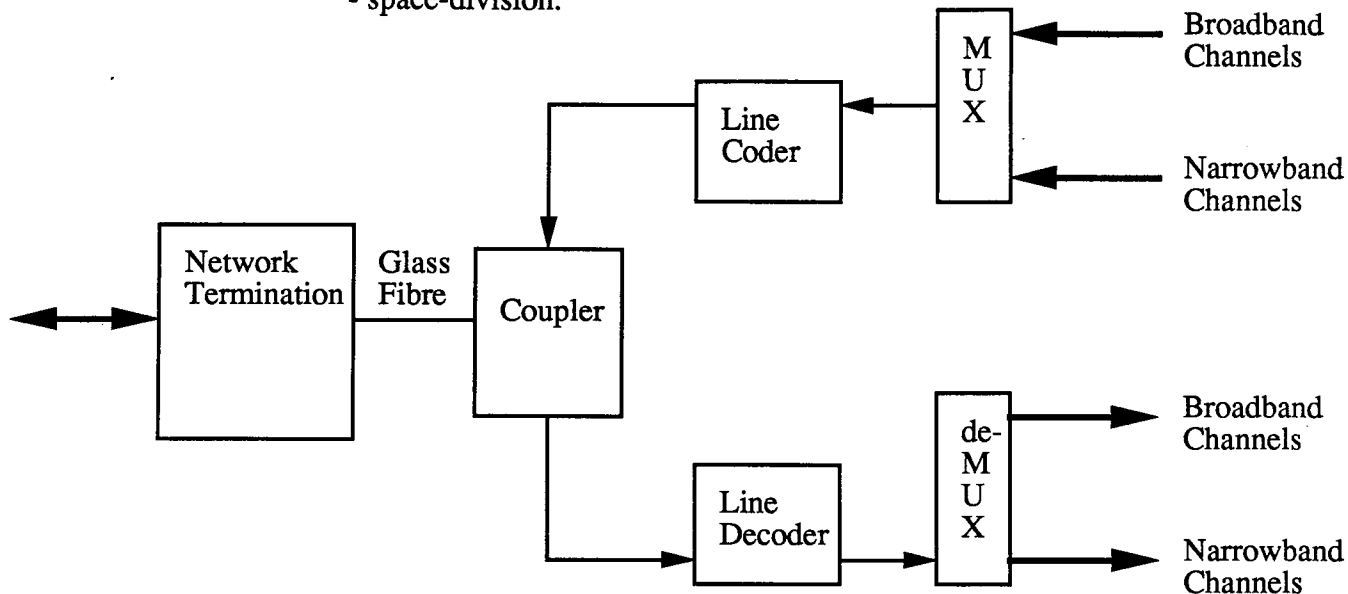 - space-division.
Broadband
Channels
M
U
X
Line
Coder
Narrowband
Channels
Network
Termination
Glass
Fibre
Coupler
Broadband
Channels
de-
M
U
X
Line
Decoder
Narrowband
Channels